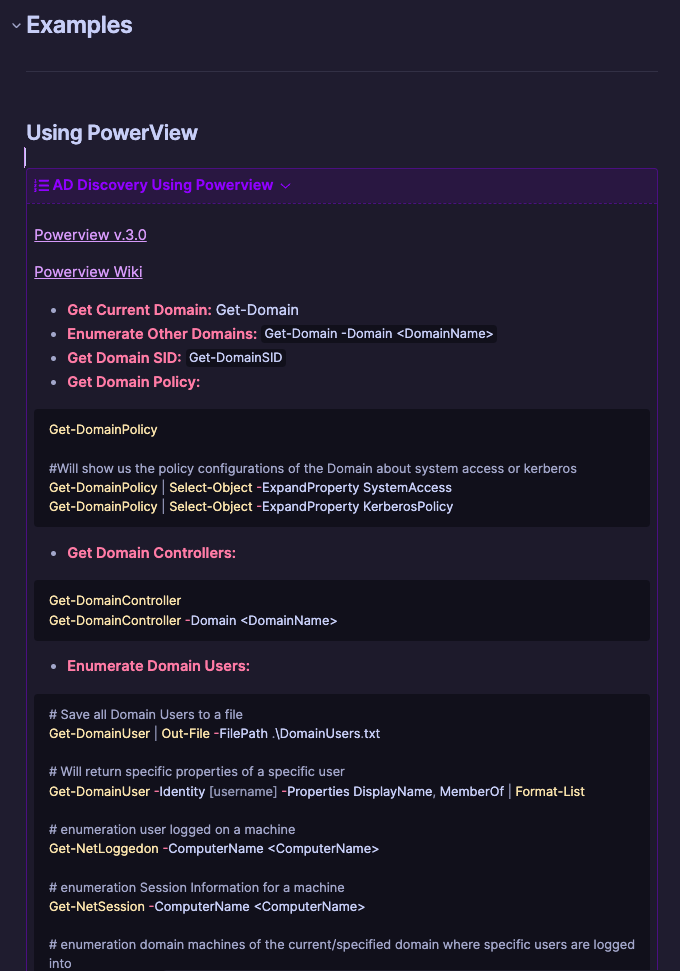 Examples
Using PowerView
AD Discovery Using Powerview
Powerview v.3.0
Powerview Wiki
• Get Current Domain: Get-Domain
• Enumerate Other Domains: Get-Domain -Domain <DomainName>
• Get Domain SID: Get-DomainSID
• Get Domain Policy:
Get-DomainPolicy
#Will show us the policy configurations of the Domain about system access or kerberos
Get-DomainPolicy | Select-Object -ExpandProperty SystemAccess
Get-DomainPolicy | Select-Object -ExpandProperty KerberosPolicy
• Get Domain Controllers:
Get-DomainController
Get-DomainController -Domain <DomainName>
• Enumerate Domain Users:
# Save all Domain Users to a file
Get-DomainUser | Out-File -FilePath .\DomainUsers.txt
# Will return specific properties of a specific user
Get-DomainUser -Identity [username] -Properties DisplayName, MemberOf | Format-List
# enumeration user logged on a machine
Get-NetLoggedon -ComputerName <ComputerName>
# enumeration Session Information for a machine
Get-NetSession -ComputerName <ComputerName>
# enumeration domain machines of the current/specified domain where specific users are logged
into